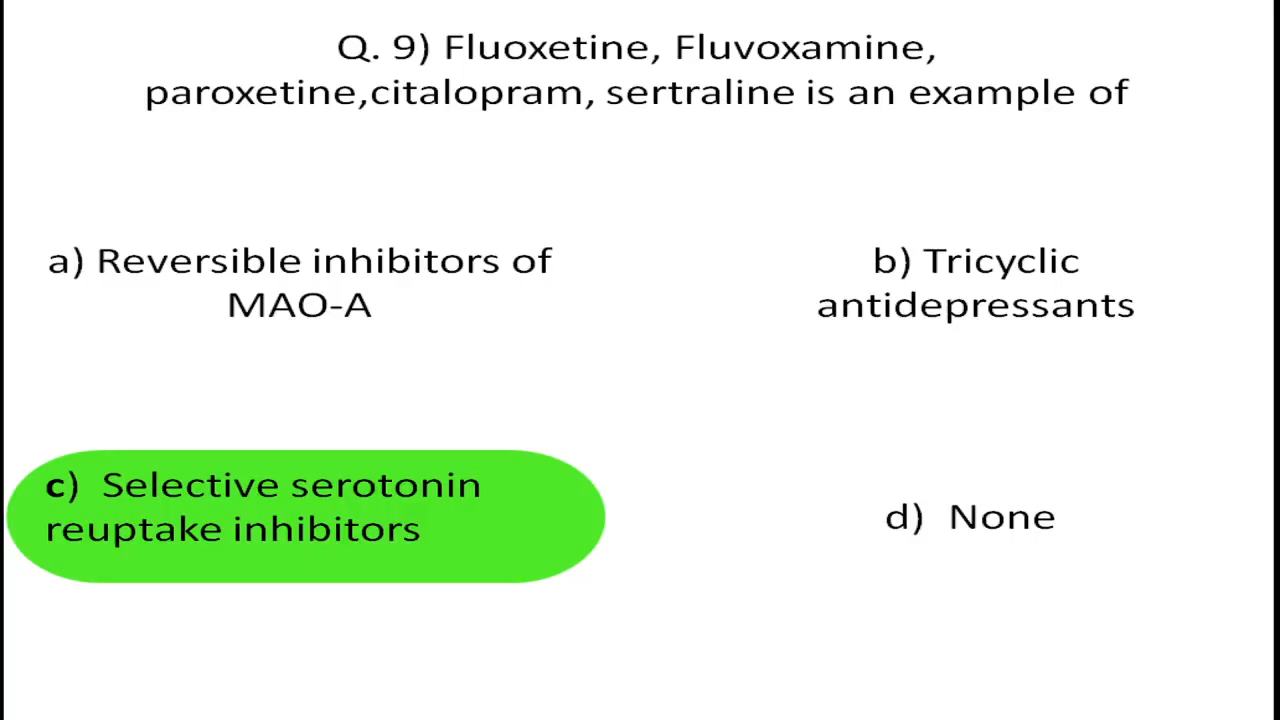 Q. 9) Fluoxetine, Fluvoxamine,
paroxetine,citalopram, sertraline is an example of
a) Reversible inhibitors of
MAO-A
b) Tricyclic
antidepressants
c) Selective serotonin
reuptake inhibitors
d) None